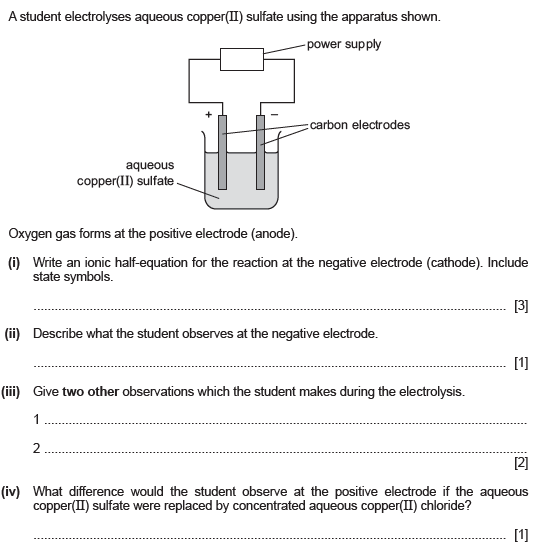 A student electrolyses aqueous copper(II) sulfate using the apparatus shown.
power supply
+
–
carbon electrodes
aqueous
copper(II) sulfate
Oxygen gas forms at the positive electrode (anode).
(i) Write an ionic half-equation for the reaction at the negative electrode (cathode). Include
state symbols.
.......................................................................................................................................... [3]
(ii) Describe what the student observes at the negative electrode.
.......................................................................................................................................... [1]
(iii) Give two other observations which the student makes during the electrolysis.
1 ..........................................................................................................................................
2 ..........................................................................................................................................
[2]
(iv) What difference would the student observe at the positive electrode if the aqueous
copper(II) sulfate were replaced by concentrated aqueous copper(II) chloride?
.......................................................................................................................................... [1]